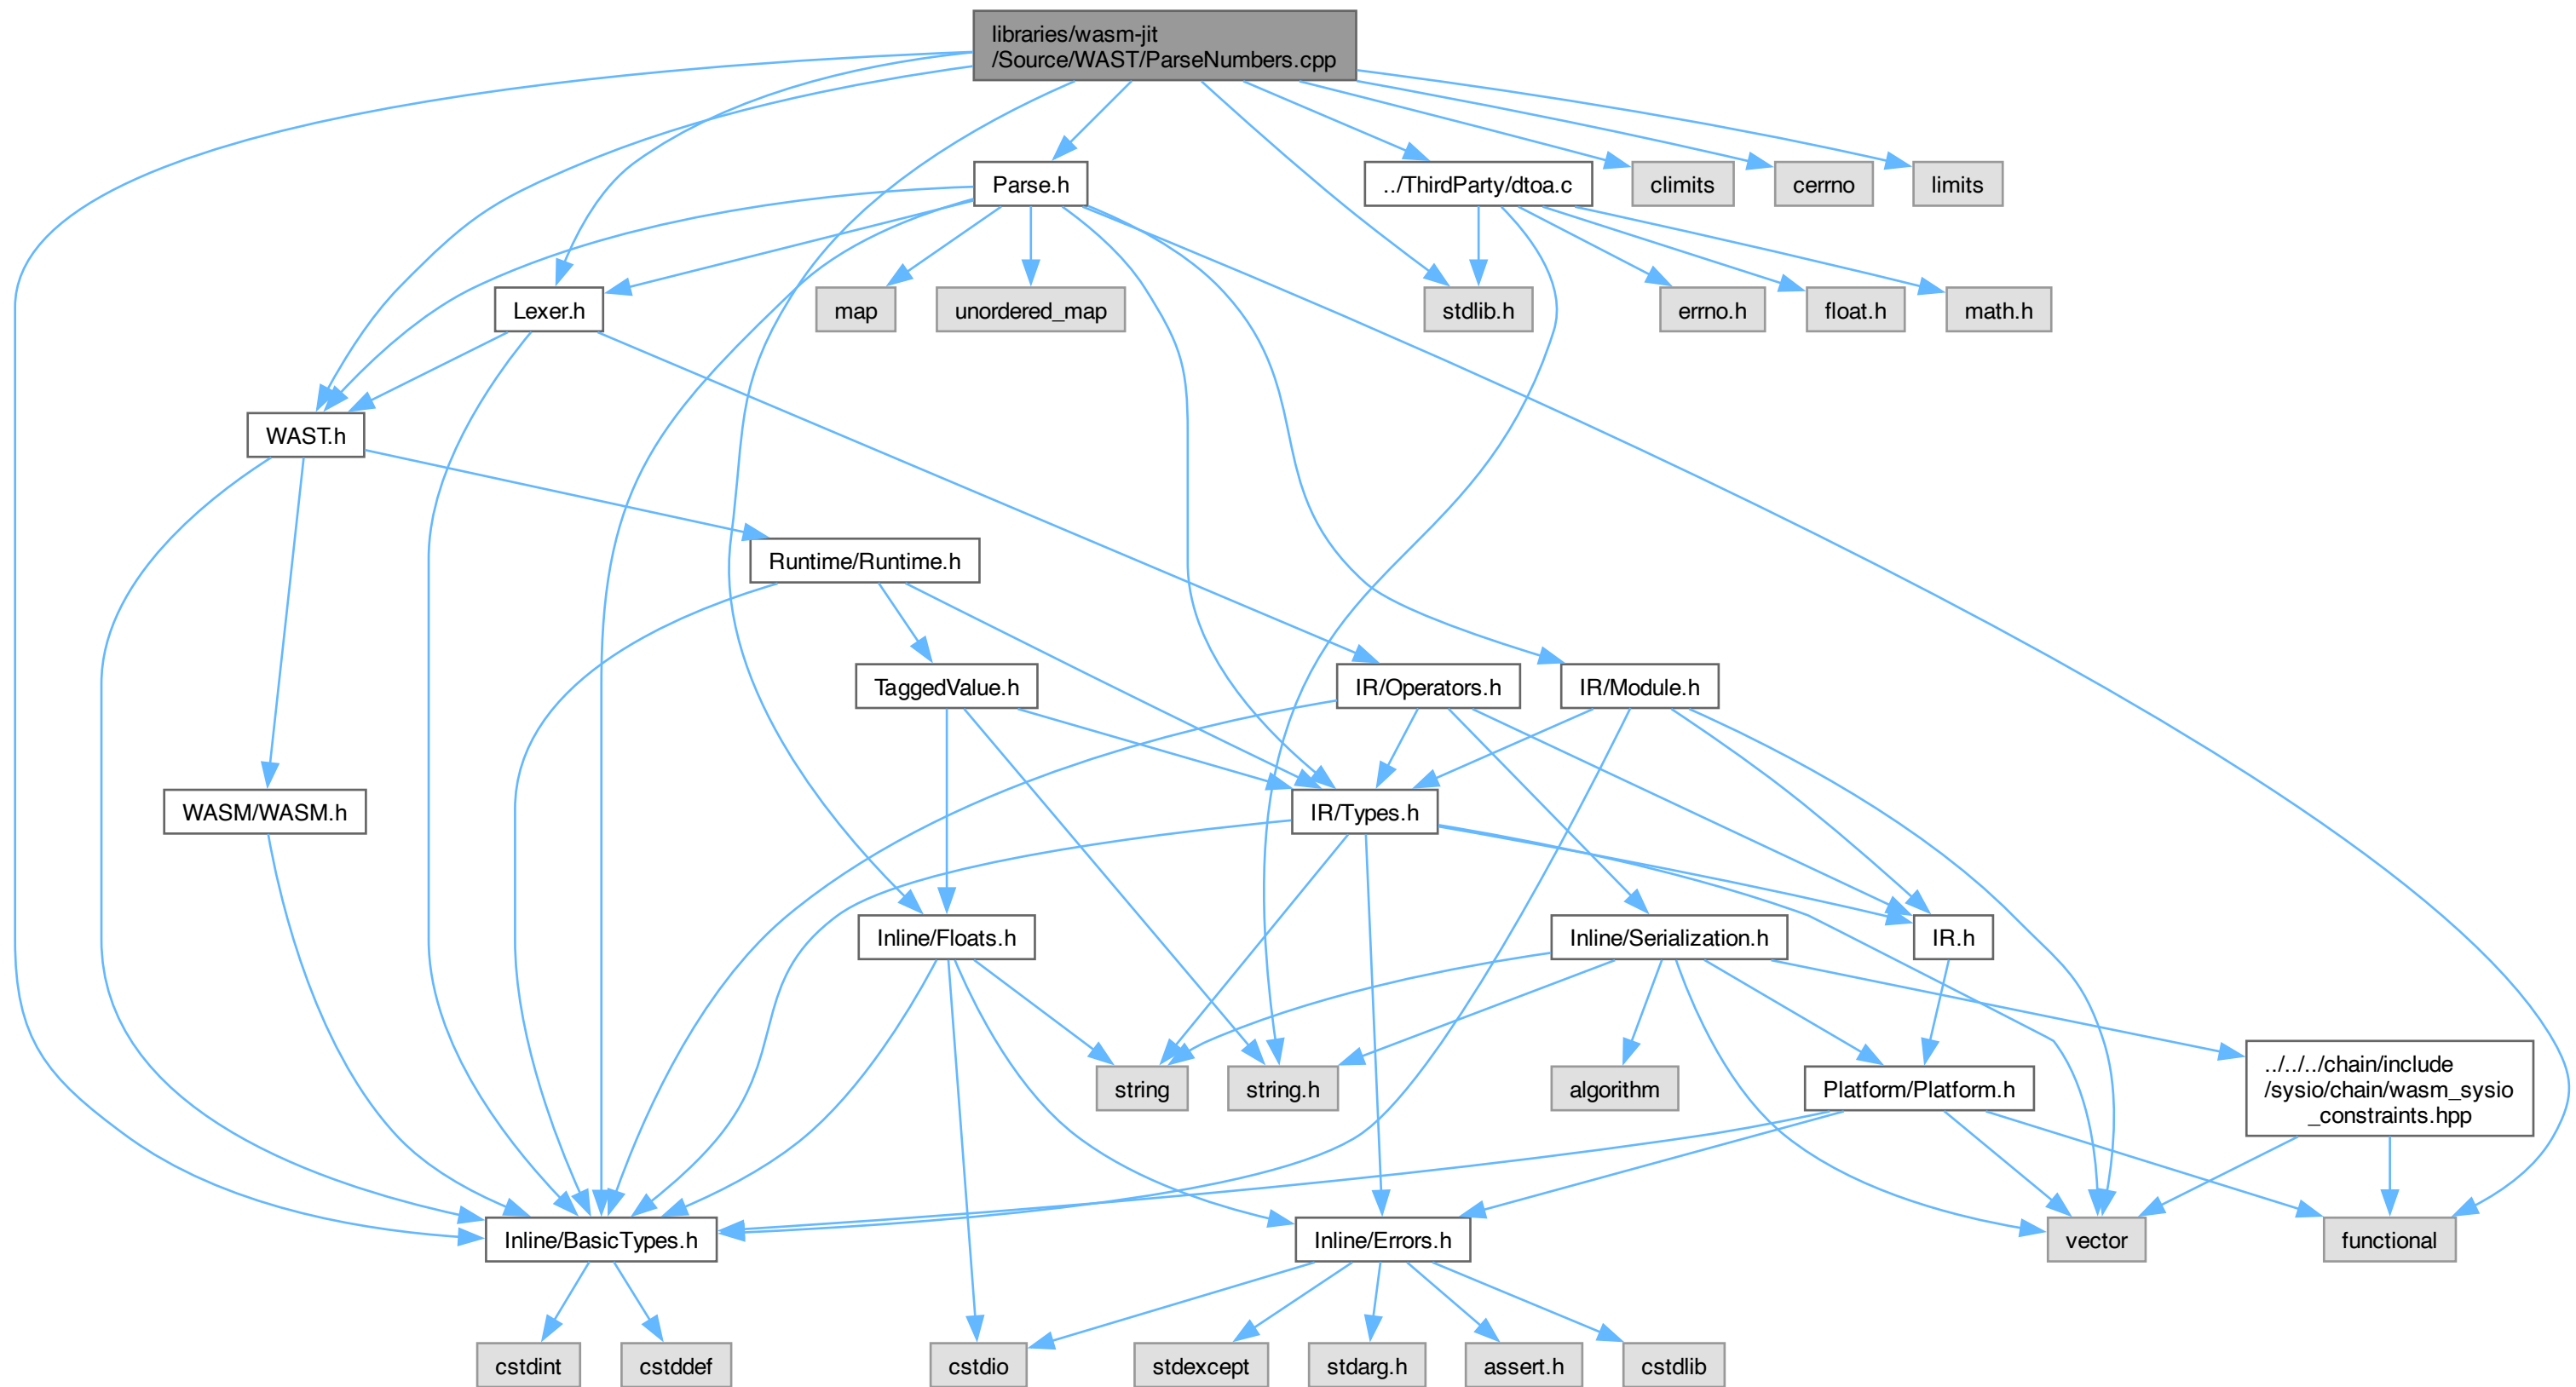 libraries/wasm-jit
/Source/WAST/ParseNumbers.cpp
Parse.h
../ThirdParty/dtoa.c
climits
cerrno
limits
Lexer.h
map
unordered_map
stdlib.h
errno.h
float.h
math.h
WAST.h
Runtime/Runtime.h
TaggedValue.h
IR/Operators.h
IR/Module.h
WASM/WASM.h
IR/Types.h
Inline/Floats.h
Inline/Serialization.h
IR.h
string
string.h
algorithm
Platform/Platform.h
../../../chain/include
/sysio/chain/wasm_sysio
_constraints.hpp
Inline/BasicTypes.h
Inline/Errors.h
vector
functional
cstdint
cstddef
cstdio
stdexcept
stdarg.h
assert.h
cstdlib